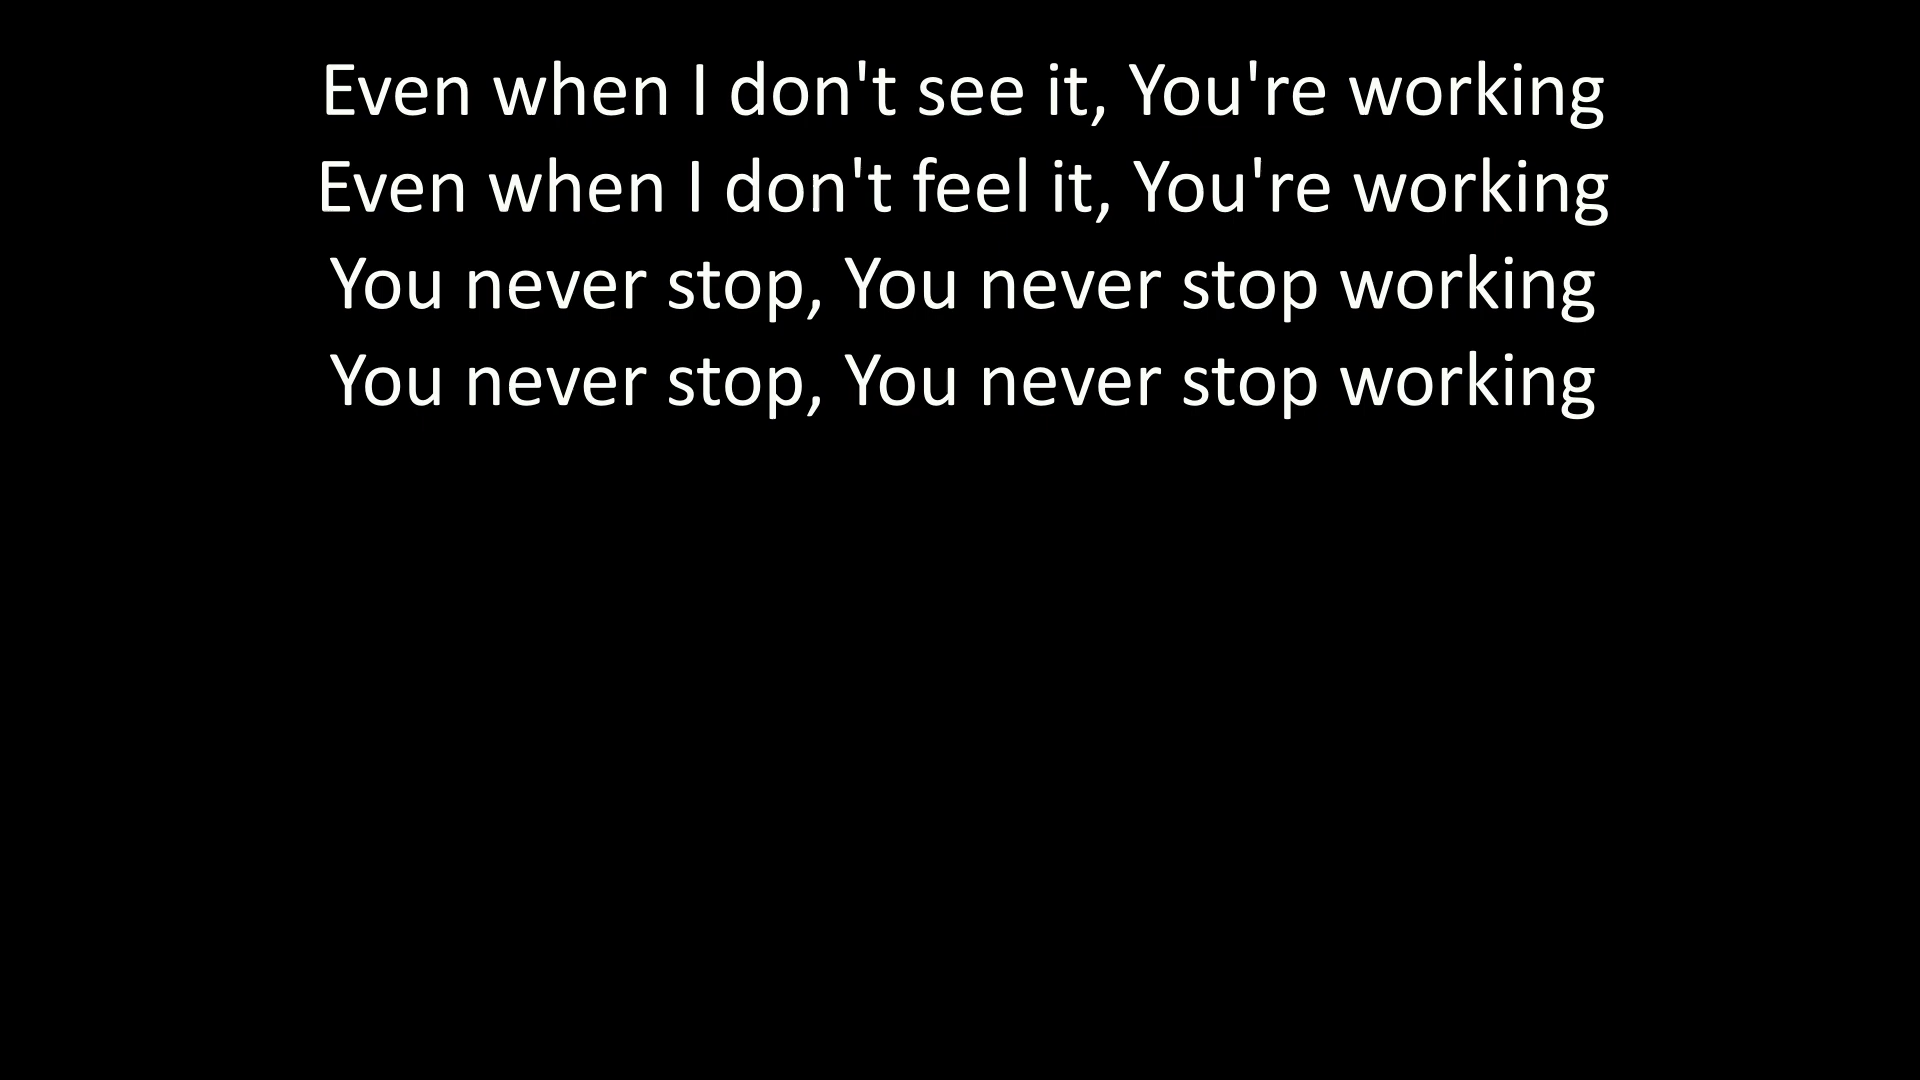 Even when I don't see it, You're working
Even when I don't feel it, You're working
You never stop, You never stop working
You never stop, You never stop working